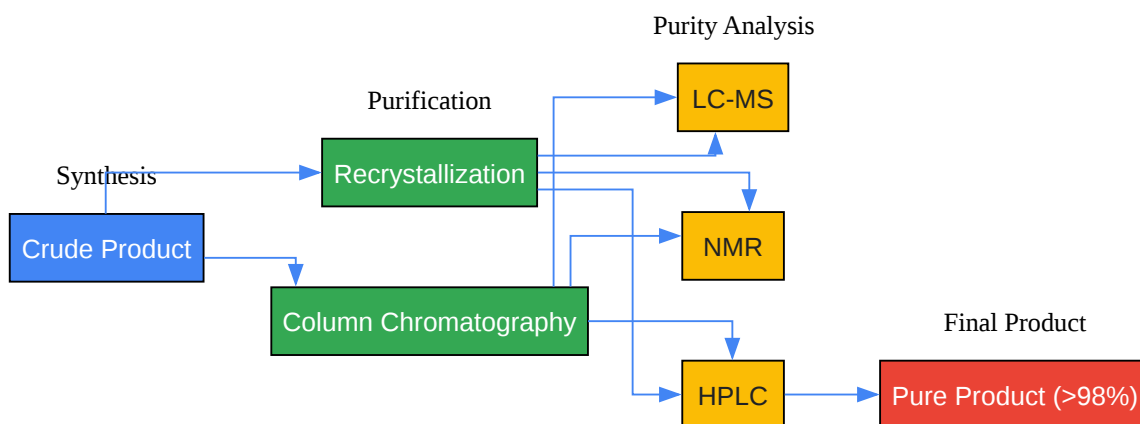 Purity Analysis
LC-MS
Purification
Recrystallization
Synthesis
Crude Product
NMR
Column Chromatography
Final Product
HPLC
Pure Product (>98%)